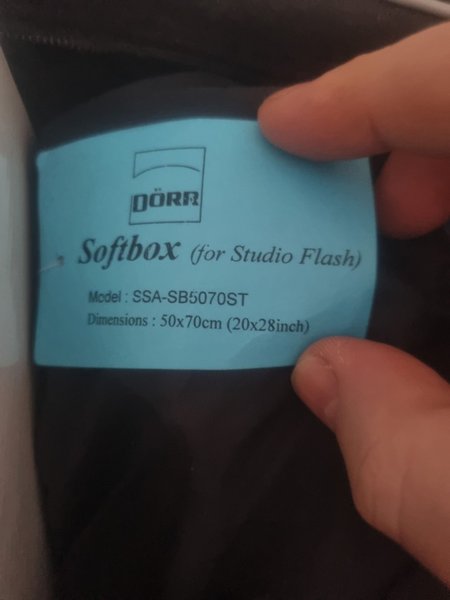 DÖRR
Softbox (for Studio Flash)
Model : SSA-SB5070ST
Dimensions : 50x70cm (20x28inch)